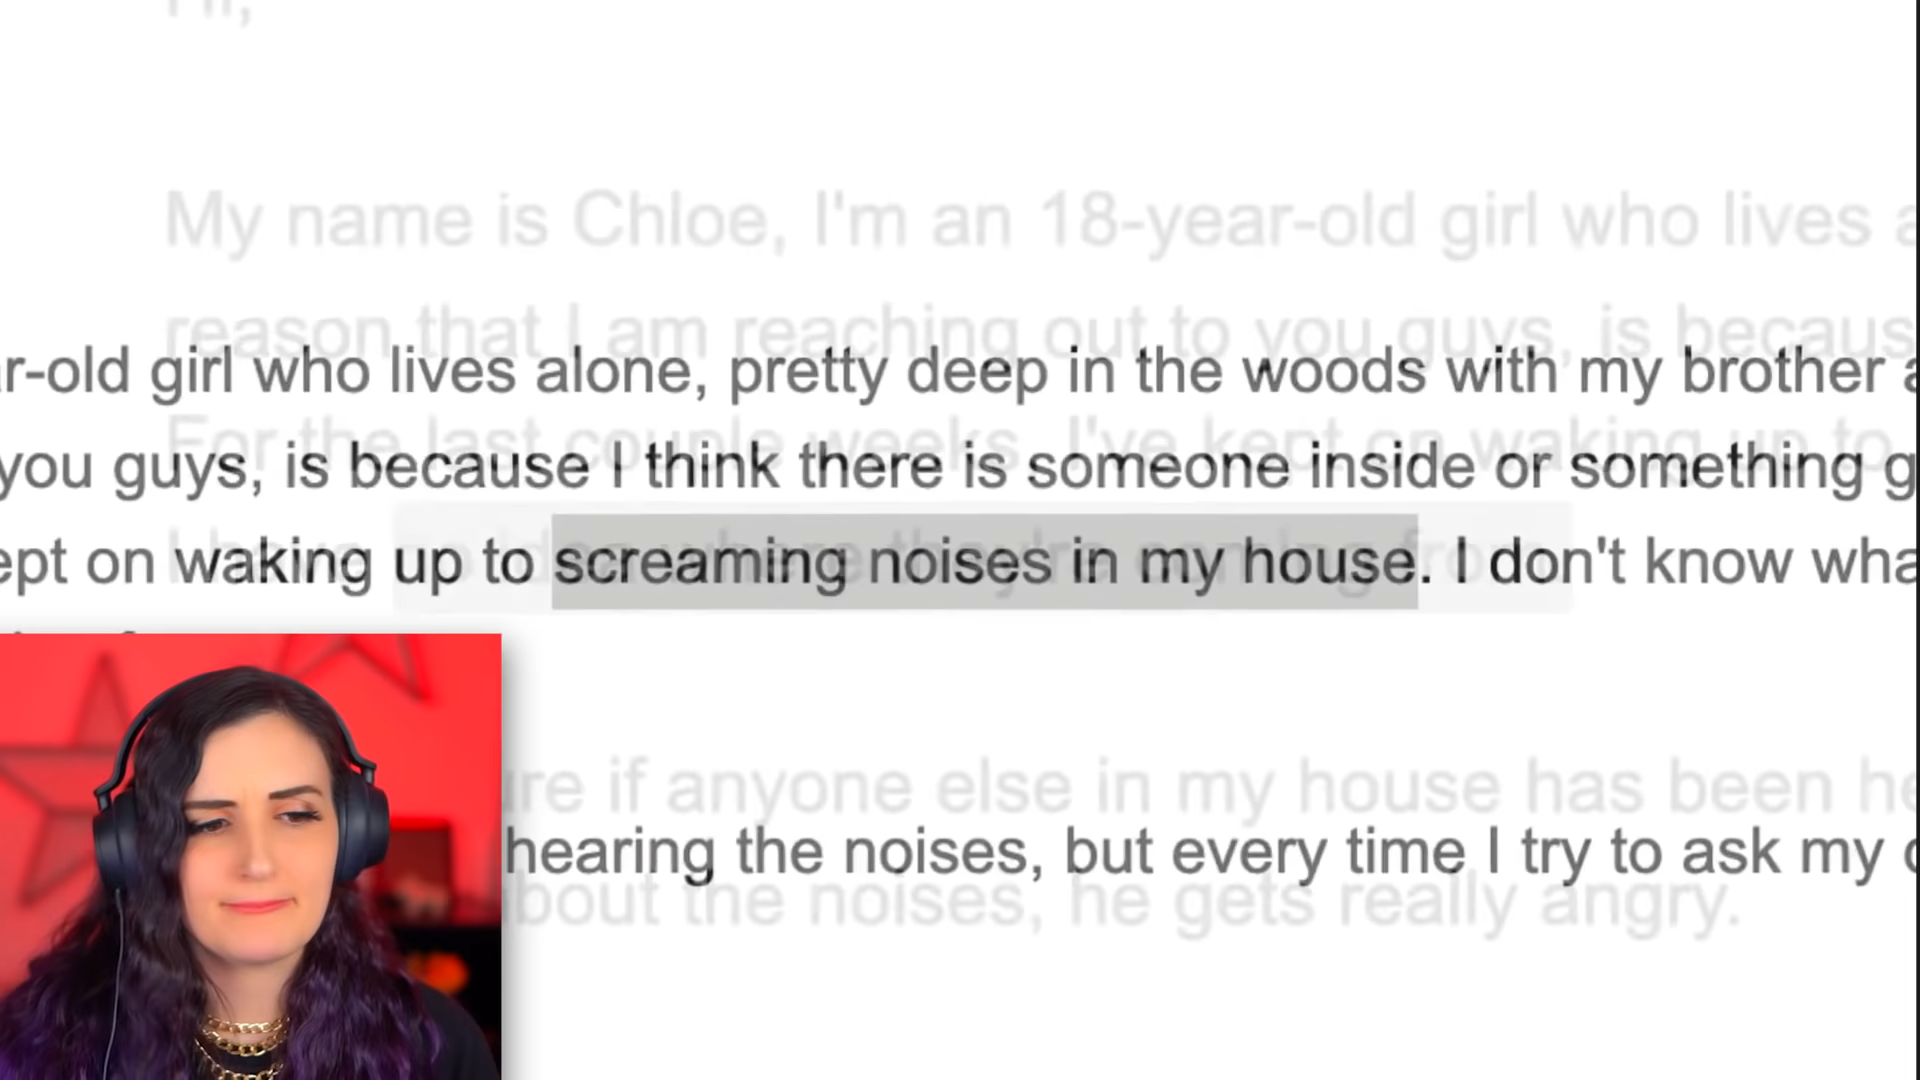 Hi,
My name is Chloe, I'm an 18-year-old girl who lives a
reason that I am reaching out to you guys, is becaus
r-old girl who lives alone, pretty deep in the woods with my brother a
For the last couple weeks, I've kept on waking up to
you guys, is because I think there is someone inside or something g
ept on waking up to screaming noises in my house. I don't know wha
ure if anyone else in my house has been he
hearing the noises, but every time I try to ask my
bout the noises, he gets really angry.